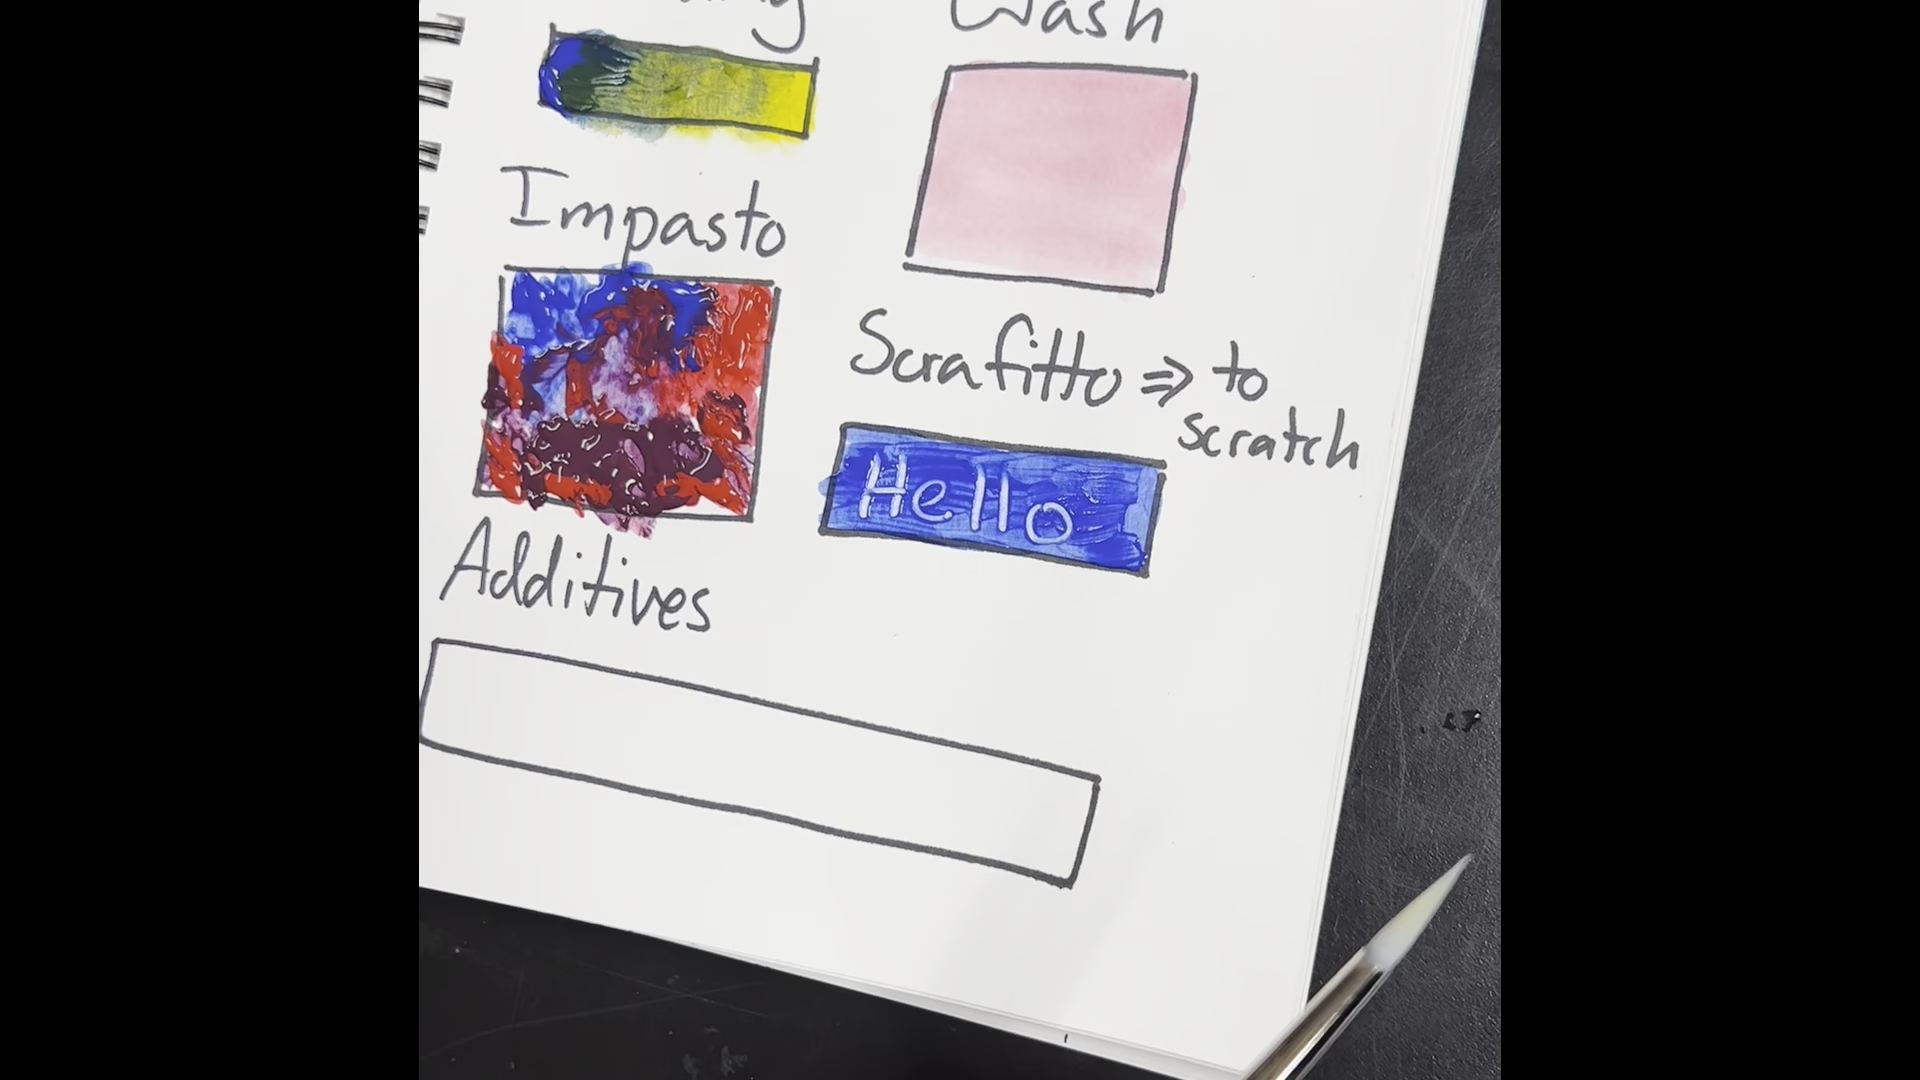 Wash
Impasto
Scrafitto ⇒ to
scratch
Hello
Additives